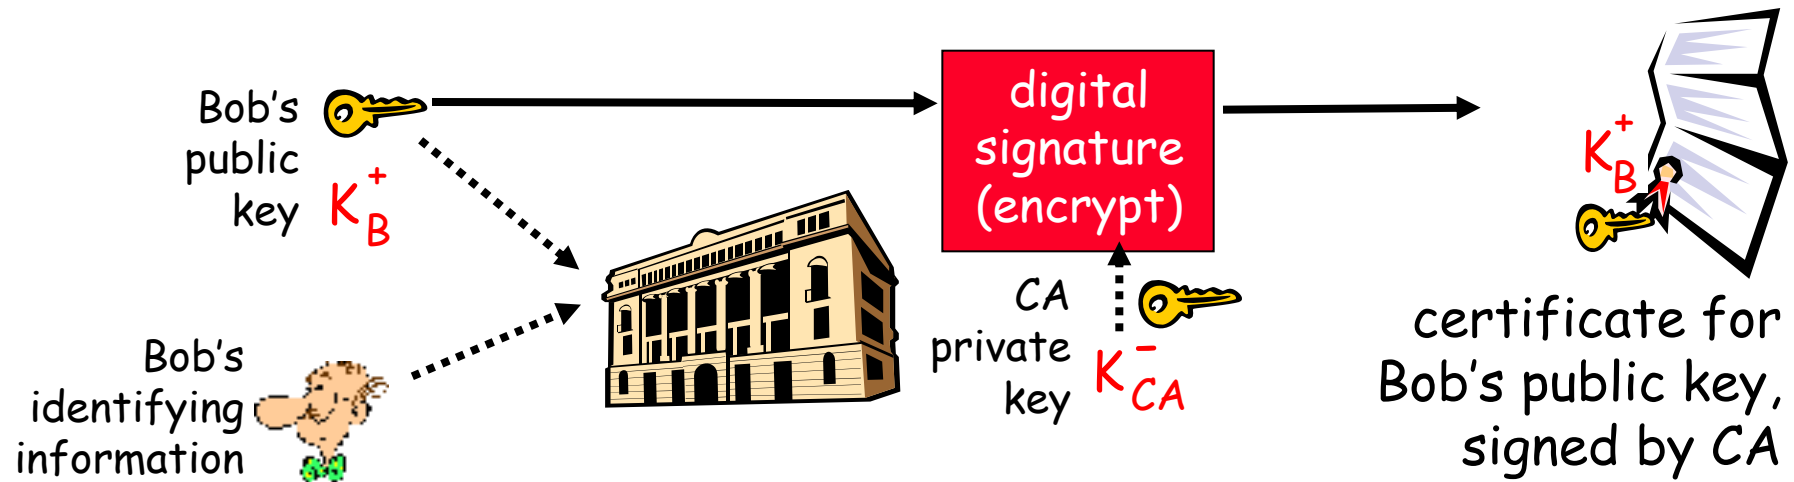 Bob's
public
key
K
+
B
Bob's
identifying
information
digital
signature
(encrypt)
CA
private
key
K
-
CA
K
+
B
certificate for
Bob's public key,
signed by CA